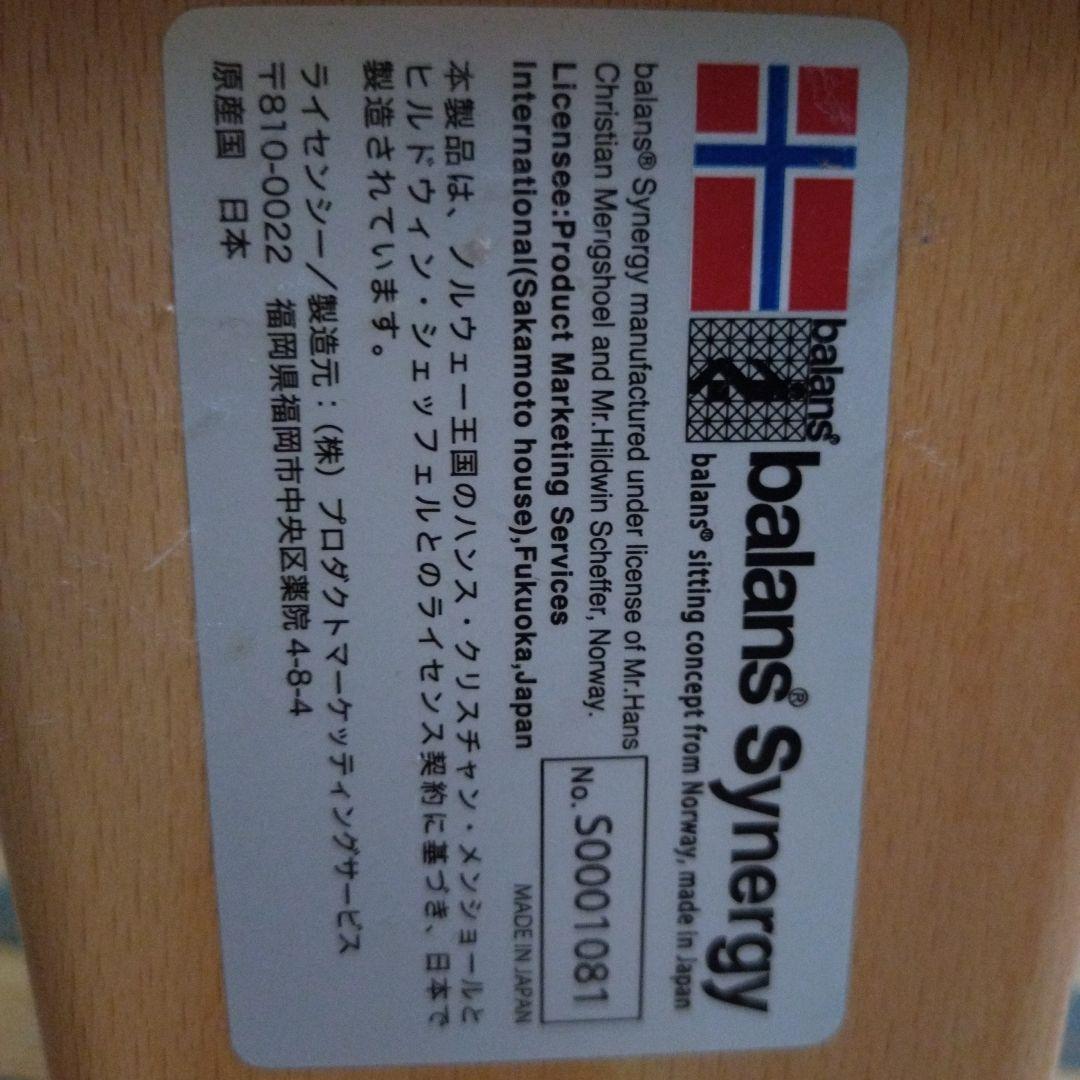 balans®
balans® Synergy
balans® sitting concept from Norway, made in Japan
balans® Synergy manufactured under license of Mr.Hans
Christian Mengshoel and Mr.Hildwin Scheffer, Norway.
Licensee:Product Marketing Services
International(Sakamoto house),Fukuoka,Japan
No. S0001081
MADE IN JAPAN
本製品は、ノルウェー王国のハンス・クリスチャン・メンショールと
ヒルドウィン・シェッフェルとのライセンス契約に基づき、日本で
製造されています。
ライセンシー/製造元：（株）プロダクトマーケッティングサービス
〒810-0022 福岡県福岡市中央区薬院 4-8-4
原産国 日本